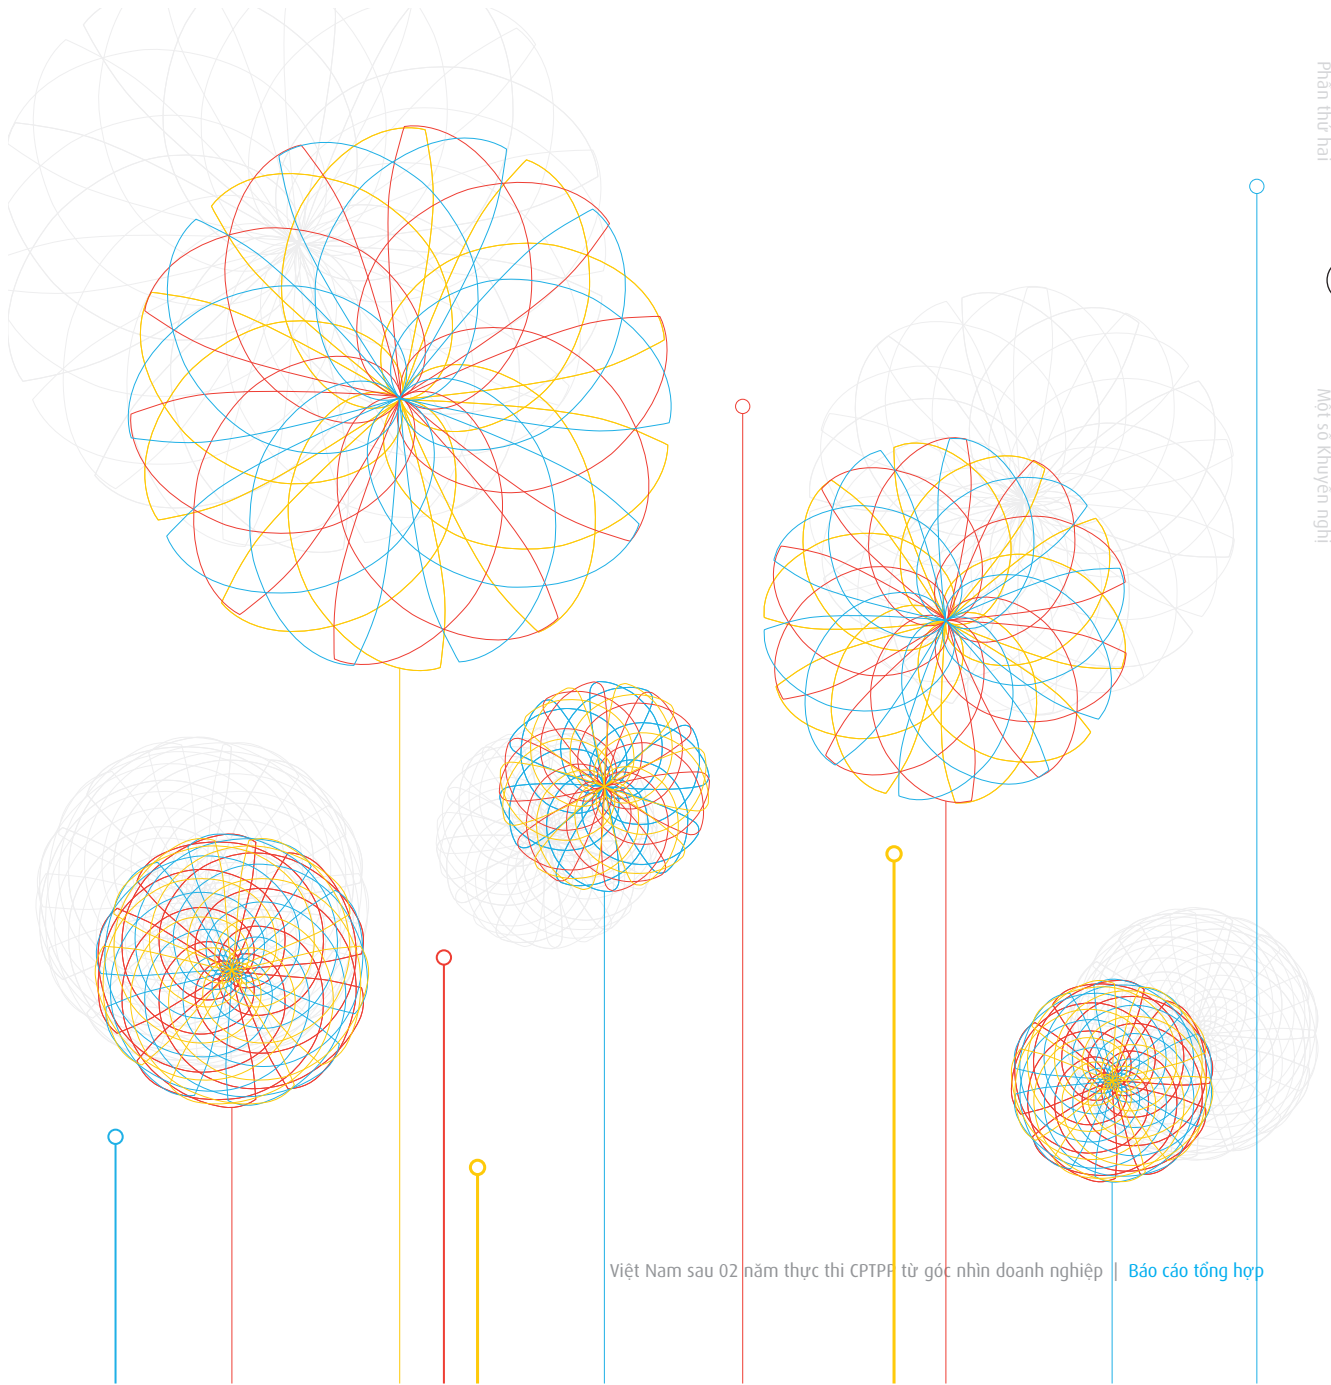 Phần thứ hai
Một số Khuyến nghị
Việt Nam sau 02 năm thực thi CPTPP từ góc nhìn doanh nghiệp | Báo cáo tổng hợp